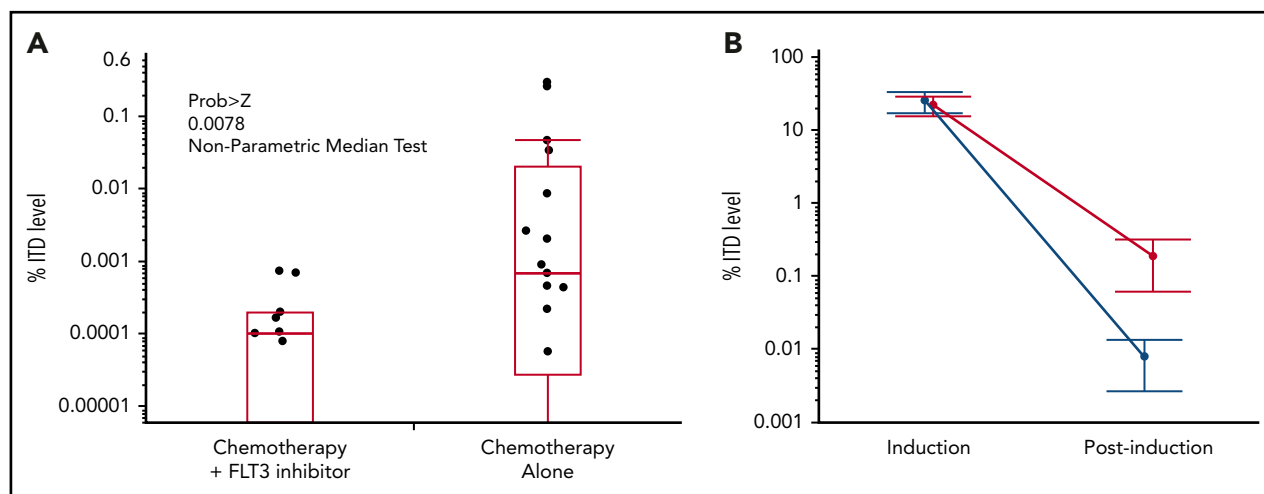 A
% ITD level
0.6
0.1
0.01
0.001
0.0001
0.00001
Prob>Z
0.0078
Non-Parametric Median Test
Chemotherapy
+ FLT3 inhibitor
Chemotherapy
Alone
B
% ITD level
100
10
1
0.1
0.01
0.001
Induction
Post-induction